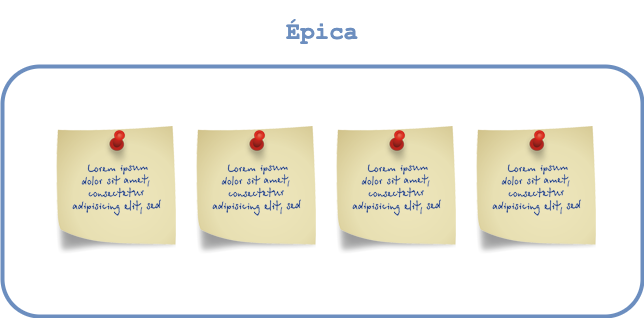 Épica
Lorem ipsum
dolor sit amet,
consectetur
adipisicing elit, sed
Lorem ipsum
dolor sit amet,
consectetur
adipisicing elit, sed
Lorem ipsum
dolor sit amet,
consectetur
adipisicing elit, sed
Lorem ipsum
dolor sit amet,
consectetur
adipisicing elit, sed